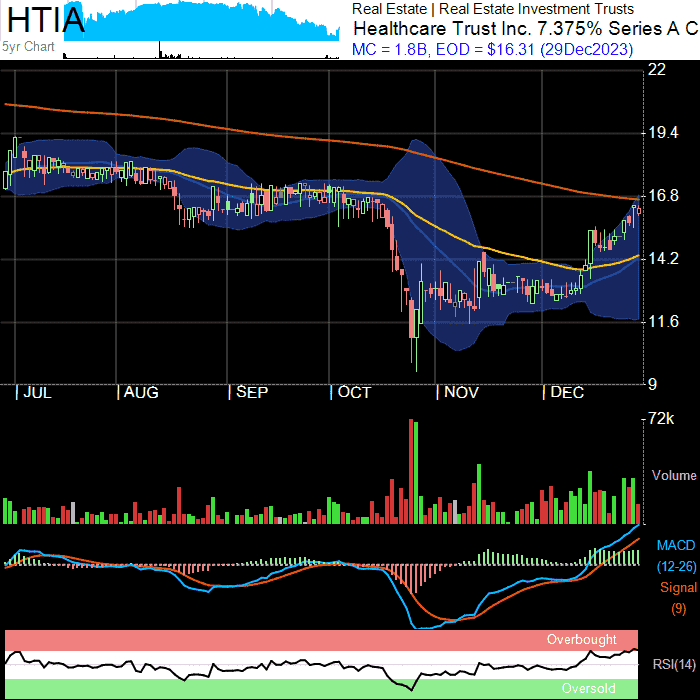 HTIA
5yr Chart
Real Estate | Real Estate Investment Trusts
Healthcare Trust Inc. 7.375% Series A C
MC = 1.8B, EOD = $16.31 (29Dec2023)
22
19.4
16.8
14.2
11.6
9
JUL AUG SEP OCT NOV DEC
72k
Volume
MACD
(12-26)
Signal
(9)
Overbought
RSI(14)
Oversold